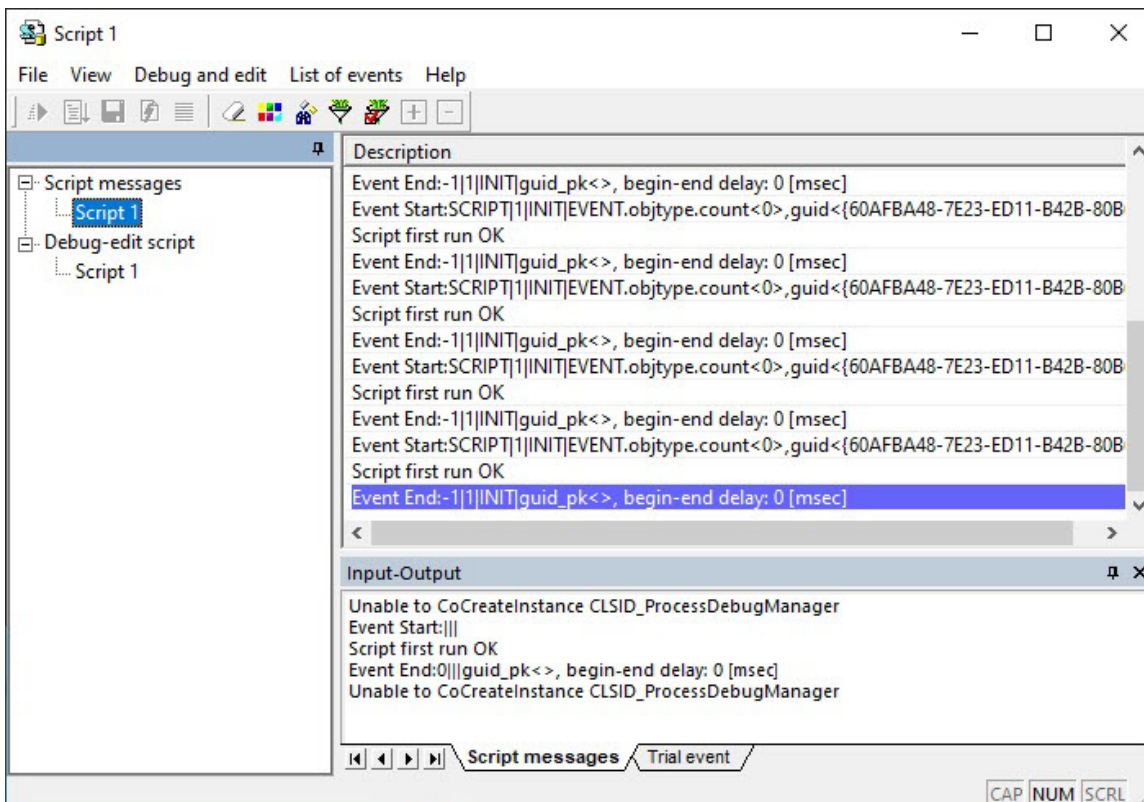 Script 1
File View Debug and edit List of events Help
Script messages
Script 1
Debug-edit script
Script 1
Description
Event End:-1|1|INIT|guid_pk<>, begin-end delay: 0 [msec]
Event Start:SCRIPT|1|INIT|EVENT.objtype.count<0>,guid<{60AFBA48-7E23-ED11-B42B-80B
Script first run OK
Event End:-1|1|INIT|guid_pk<>, begin-end delay: 0 [msec]
Event Start:SCRIPT|1|INIT|EVENT.objtype.count<0>,guid<{60AFBA48-7E23-ED11-B42B-80B
Script first run OK
Event End:-1|1|INIT|guid_pk<>, begin-end delay: 0 [msec]
Event Start:SCRIPT|1|INIT|EVENT.objtype.count<0>,guid<{60AFBA48-7E23-ED11-B42B-80B
Script first run OK
Event End:-1|1|INIT|guid_pk<>, begin-end delay: 0 [msec]
Event Start:SCRIPT|1|INIT|EVENT.objtype.count<0>,guid<{60AFBA48-7E23-ED11-B42B-80B
Script first run OK
Event End:-1|1|INIT|guid_pk<>, begin-end delay: 0 [msec]
Input-Output
Unable to CoCreateInstance CLSID_ProcessDebugManager
Event Start:|||
Script first run OK
Event End:0|||guid_pk<>, begin-end delay: 0 [msec]
Unable to CoCreateInstance CLSID_ProcessDebugManager
Script messages Trial event
CAP NUM SCRL